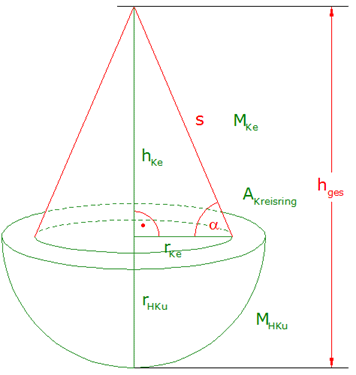 s
M_Ke
h_Ke
h_ges
A_Kreisring
α
r_Ke
r_HKu
M_HKu